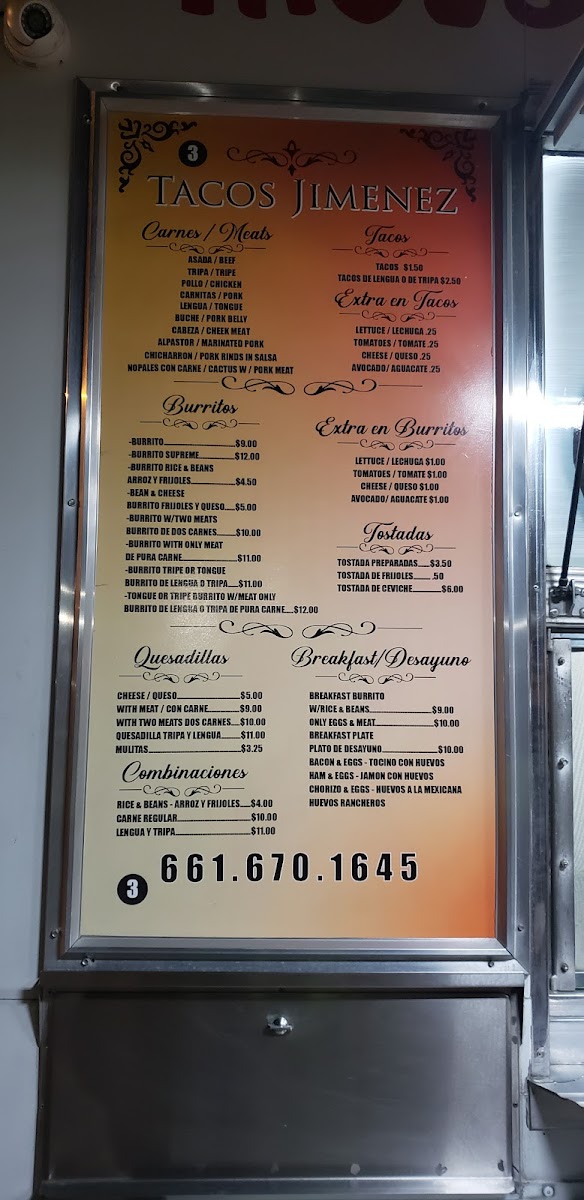 3
TACOS JIMENEZ
Carnes / Meats
ASADA / BEEF
TRIPA / TRIPE
POLLO / CHICKEN
CARNITAS / PORK
LENGUA / TONGUE
BUCHE / PORK BELLY
CABEZA / CHEEK MEAT
ALPASTOR / MARINATED PORK
CHICHARRON / PORK RINDS IN SALSA
NOPALES CON CARNE / CACTUS W / PORK MEAT
Tacos
TACOS $1.50
TACOS DE LENGUA O DE TRIPA $2.50
Extra en Tacos
LETTUCE / LECHUGA .25
TOMATOES / TOMATE .25
CHEESE / QUESO .25
AVOCADO/ AGUACATE .25
Burritos
-BURRITO.......................$9.00
-BURRITO SUPREME...........$12.00
-BURRITO RICE & BEANS
ARROZ Y FRIJOLES..............$4.50
-BEAN & CHEESE
BURRITO FRIJOLES Y QUESO....$5.00
-BURRITO W/TWO MEATS
BURRITO DE DOS CARNES......$10.00
-BURRITO WITH ONLY MEAT
DE PURA CARNE..................$11.00
-BURRITO TRIPE OR TONGUE
BURRITO DE LENGUA O TRIPA....$11.00
-TONGUE OR TRIPE BURRITO W/MEAT ONLY
BURRITO DE LENGUA O TRIPA DE PURA CARNE...$12.00
Extra en Burritos
LETTUCE / LECHUGA $1.00
TOMATOES / TOMATE $1.00
CHEESE / QUESO $1.00
AVOCADO/ AGUACATE $1.00
Tostadas
TOSTADA PREPARADAS.....$3.50
TOSTADA DE FRIJOLES........ .50
TOSTADA DE CEVICHE..........$6.00
Quesadillas
CHEESE / QUESO.....................$5.00
WITH MEAT / CON CARNE..........$9.00
WITH TWO MEATS DOS CARNES....$10.00
QUESADILLA TRIPA Y LENGUA......$11.00
MULITAS..............................$3.25
Combinaciones
RICE & BEANS - ARROZ Y FRIJOLES....$4.00
CARNE REGULAR........................$10.00
LENGUA Y TRIPA.........................$11.00
Breakfast/Desayuno
BREAKFAST BURRITO
W/RICE & BEANS.....................$9.00
ONLY EGGS & MEAT...................$10.00
BREAKFAST PLATE
PLATO DE DESAYUNO..................$10.00
BACON & EGGS - TOCINO CON HUEVOS
HAM & EGGS - JAMON CON HUEVOS
CHORIZO & EGGS - HUEVOS A LA MEXICANA
HUEVOS RANCHEROS
3 661.670.1645